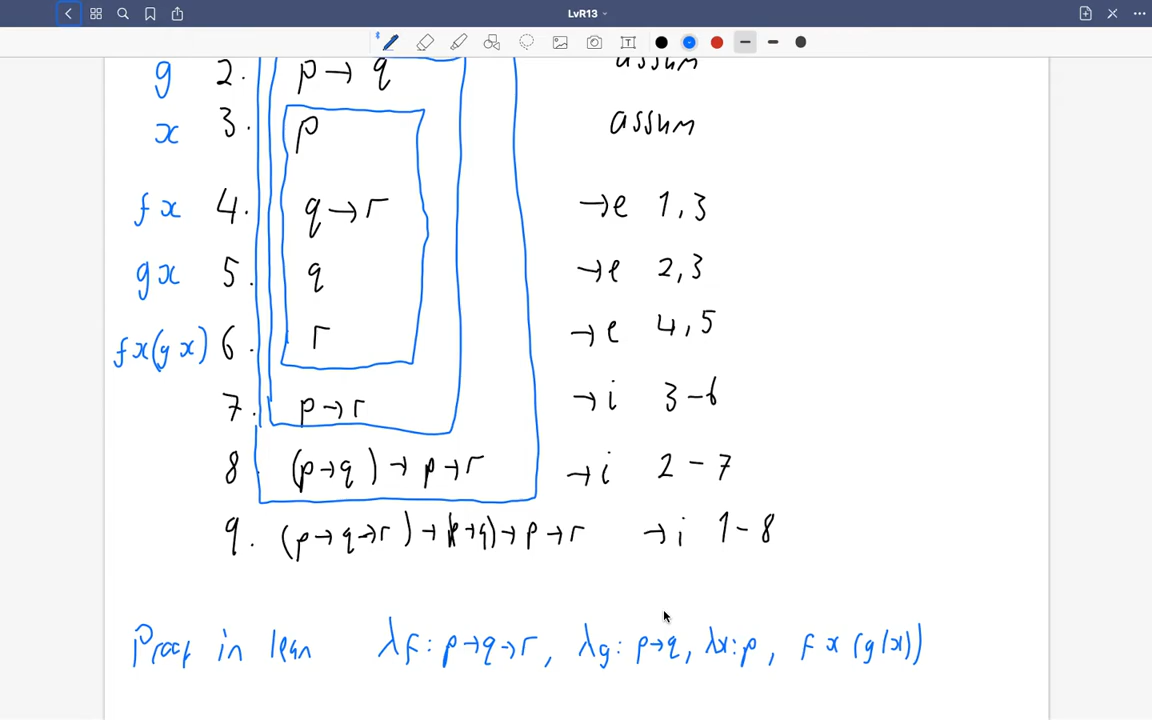 LvR13
g 2. p → q assum
x 3. p assum
f x 4. q → r →e 1,3
g x 5. q →e 2,3
f x (g x) 6. r →e 4,5
7. p → r →i 3-6
8 (p → q) → p → r →i 2-7
9. (p → q → r) → (p → q) → p → r →i 1-8
Proof in lean λf: p → q → r, λg: p → q, λx: p, f x (g(x))